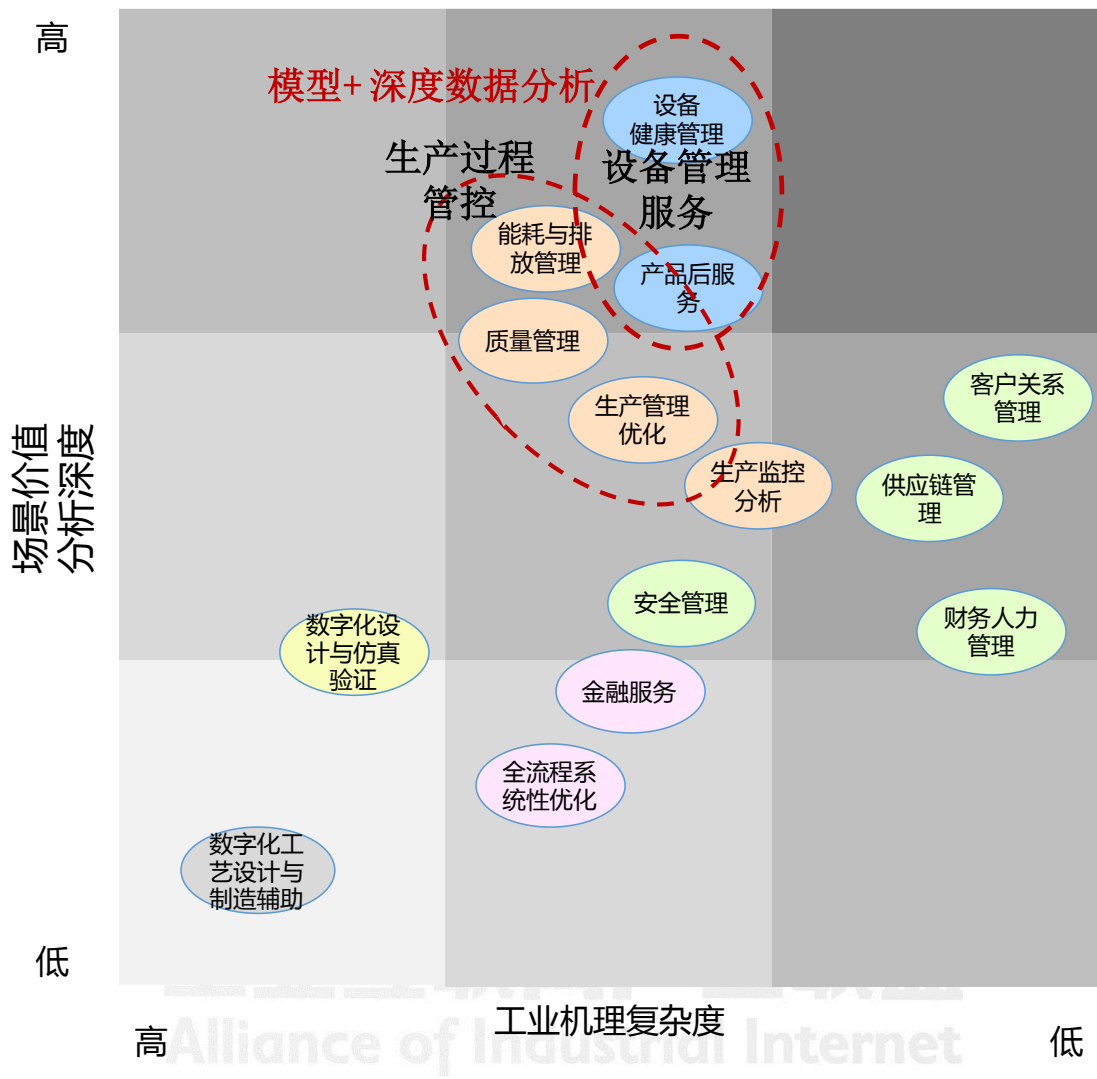 高
模型+ 深度数据分析
设备
健康管理
生产过程
管控
设备管理
服务
能耗与排
放管理
产品后服
务
质量管理
客户关系
管理
生产管理
优化
场景价值
分析深度
生产监控
分析
供应链管
理
安全管理
数字化设
计与仿真
验证
财务人力
管理
金融服务
全流程系
统性优化
数字化工
艺设计与
制造辅助
低
工业机理复杂度
高
低
Alliance of Industrial Internet